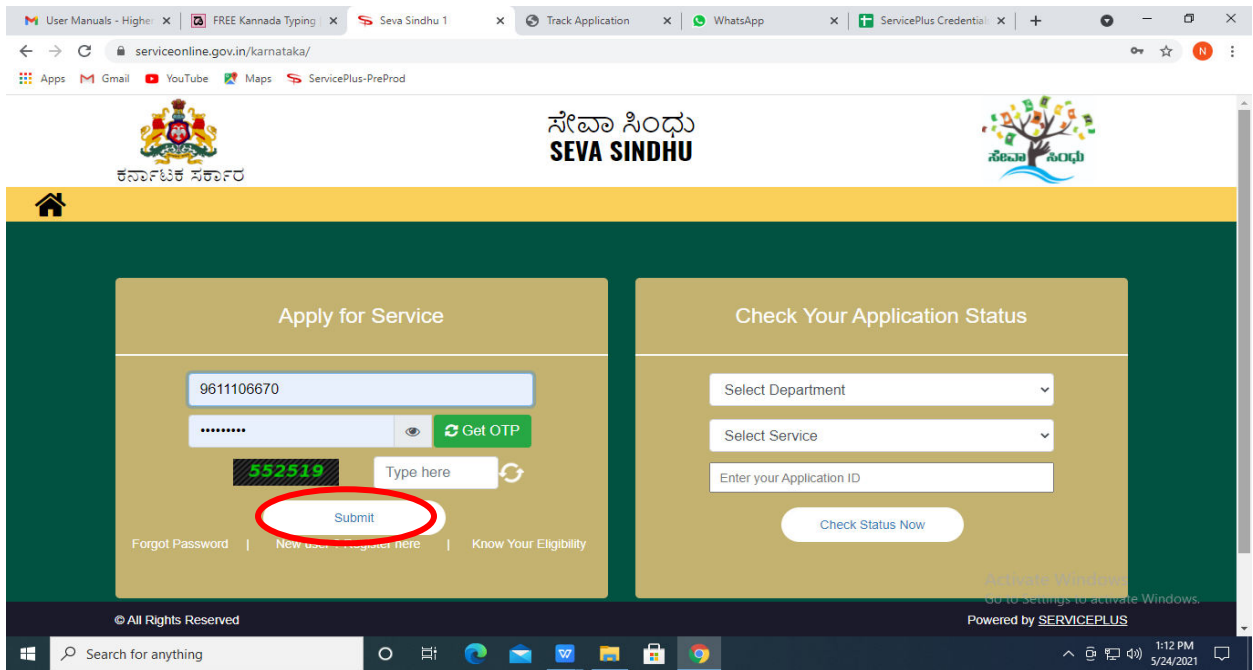 User Manuals - Higher
FREE Kannada Typing
Seva Sindhu 1
Track Application
WhatsApp
ServicePlus Credential
serviceonline.gov.in/karnataka/
N
Apps
Gmail
YouTube
Maps
ServicePlus-PreProd
ಕರ್ನಾಟಕ ಸರ್ಕಾರ
ಸೇವಾ ಸಿಂಧು
SEVA SINDHU
ಸೇವಾ ಸಿಂಧು
Apply for Service
9611106670
•••••••••
Get OTP
552519
Type here
Submit
Forgot Password | New user ? Register here | Know Your Eligibility
Check Your Application Status
Select Department
Select Service
Enter your Application ID
Check Status Now
Activate Windows
Go to Settings to activate Windows.
© All Rights Reserved
Powered by SERVICEPLUS
Search for anything
1:12 PM
5/24/2021